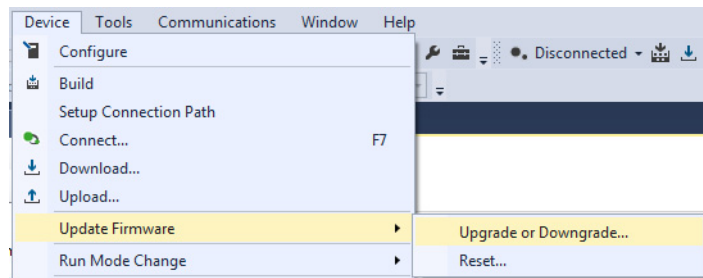 Device Tools Communications Window Help
Configure
Disconnected
Build
Setup Connection Path
Connect... F7
Download...
Upload...
Update Firmware
Upgrade or Downgrade...
Run Mode Change
Reset...